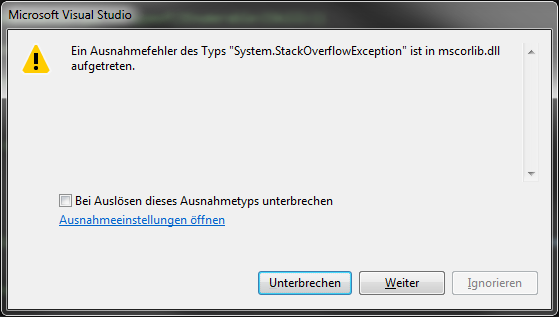 Microsoft Visual Studio
Ein Ausnahmefehler des Typs "System.StackOverflowException" ist in mscorlib.dll
aufgetreten.
Bei Auslösen dieses Ausnahmetyps unterbrechen
Ausnahmeeinstellungen öffnen
Unterbrechen
Weiter
Ignorieren